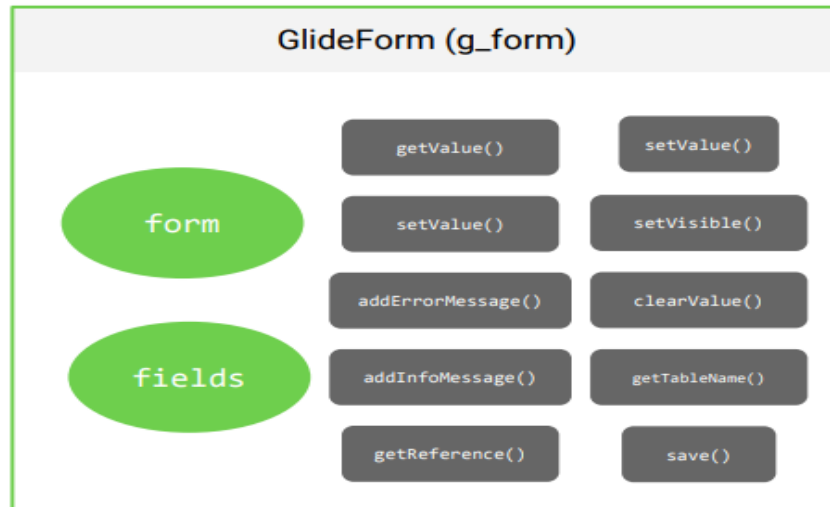 GlideForm (g_form)
form
fields
getValue()
setValue()
setValue()
setVisible()
addErrorMessage()
clearValue()
addInfoMessage()
getTableName()
getReference()
save()